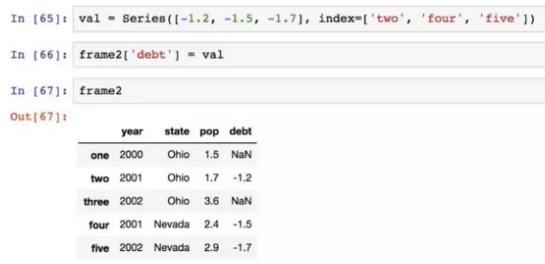 In [65]: val = Series([-1.2, -1.5, -1.7], index=['two', 'four', 'five'])
In [66]: frame2['debt'] = val
In [67]: frame2
Out[67]:
year state pop debt
one 2000 Ohio 1.5 NaN
two 2001 Ohio 1.7 -1.2
three 2002 Ohio 3.6 NaN
four 2001 Nevada 2.4 -1.5
five 2002 Nevada 2.9 -1.7